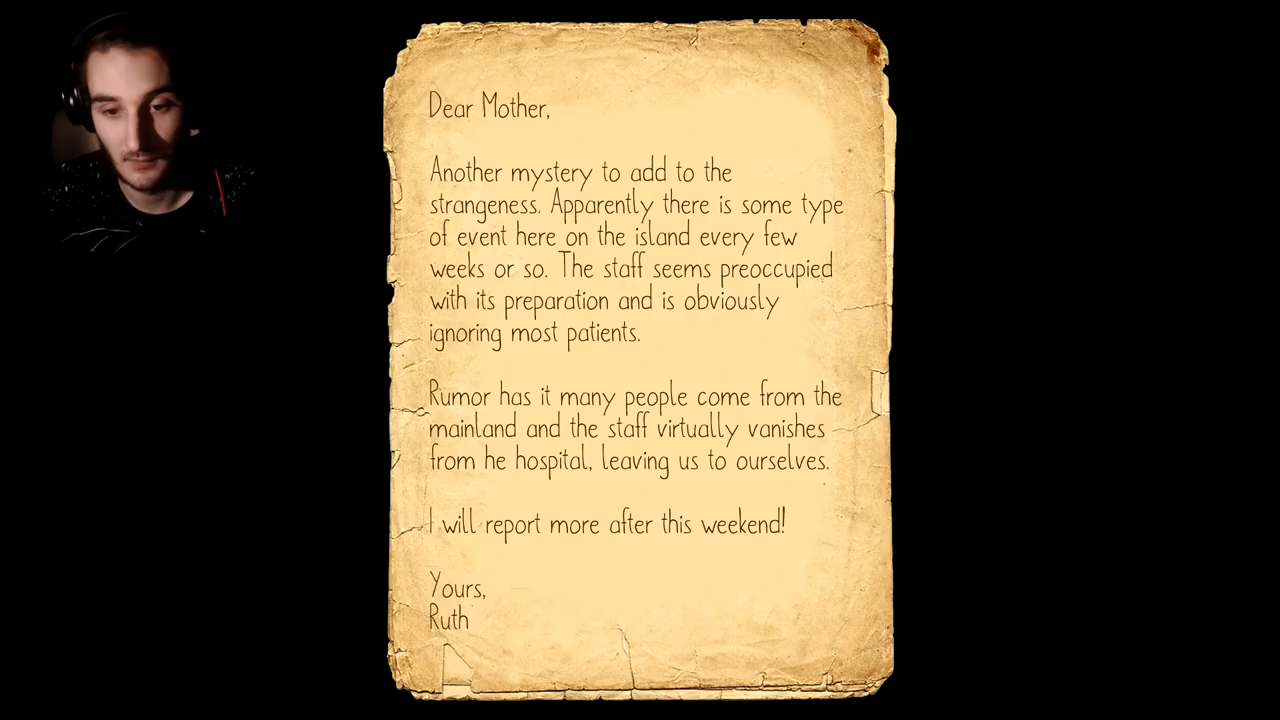 Dear Mother,
Another mystery to add to the
strangeness. Apparently there is some type
of event here on the island every few
weeks or so. The staff seems preoccupied
with its preparation and is obviously
ignoring most patients.
Rumor has it many people come from the
mainland and the staff virtually vanishes
from he hospital, leaving us to ourselves.
I will report more after this weekend!
Yours,
Ruth